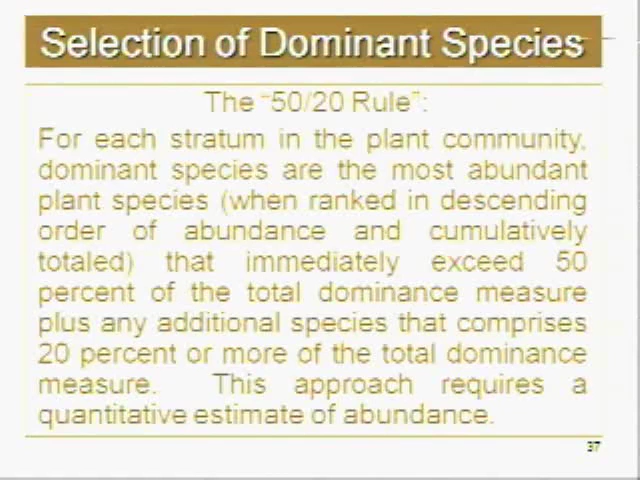 Selection of Dominant Species
The "50/20 Rule":
For each stratum in the plant community,
dominant species are the most abundant
plant species (when ranked in descending
order of abundance and cumulatively
totaled) that immediately exceed 50
percent of the total dominance measure
plus any additional species that comprises
20 percent or more of the total dominance
measure. This approach requires a
quantitative estimate of abundance.
37